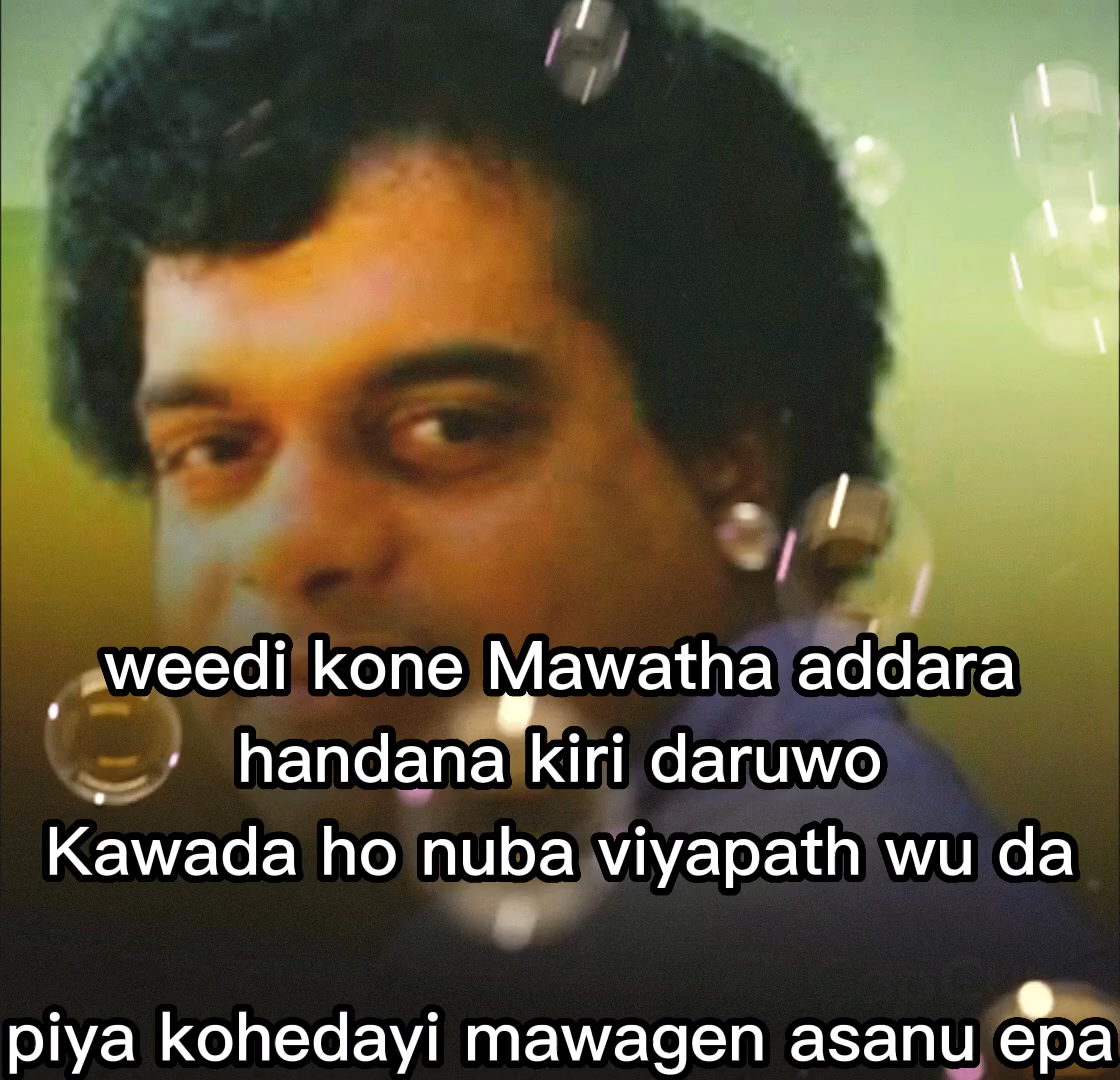 weedi kone Mawatha addara
handana kiri daruwo
Kawada ho nuba viyapath wu da
piya kohedayi mawagen asanu epa